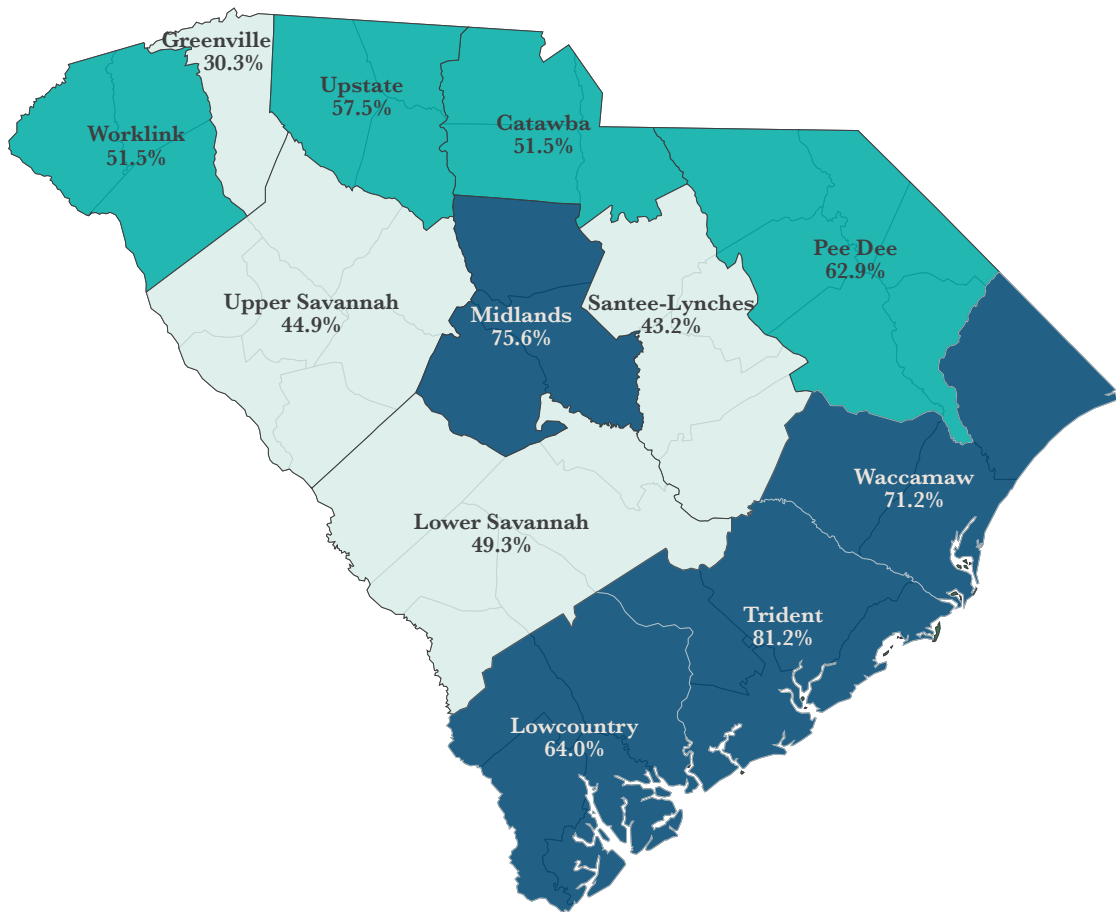 Greenville
30.3%
Upstate
57.5%
Catawba
51.5%
Worklink
51.5%
Pee Dee
62.9%
Upper Savannah
44.9%
Midlands
75.6%
Santee-Lynches
43.2%
Waccamaw
71.2%
Lower Savannah
49.3%
Trident
81.2%
Lowcountry
64.0%